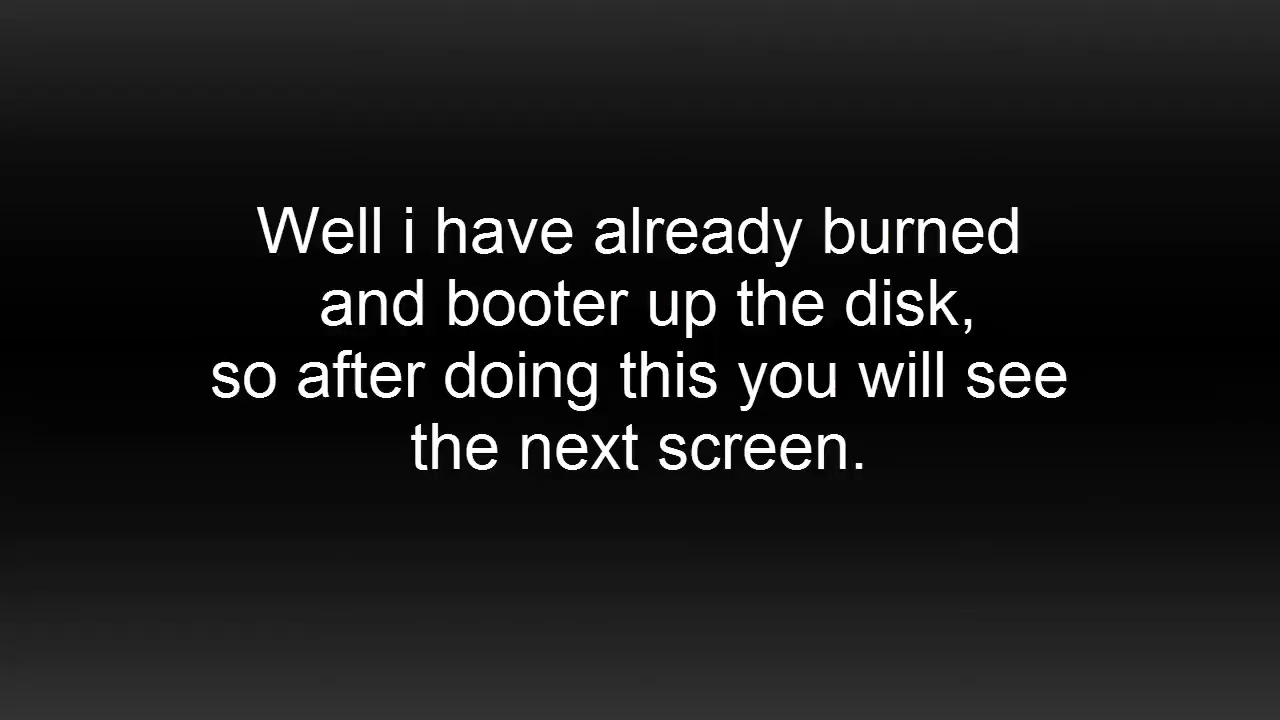 Well i have already burned
and booter up the disk,
so after doing this you will see
the next screen.